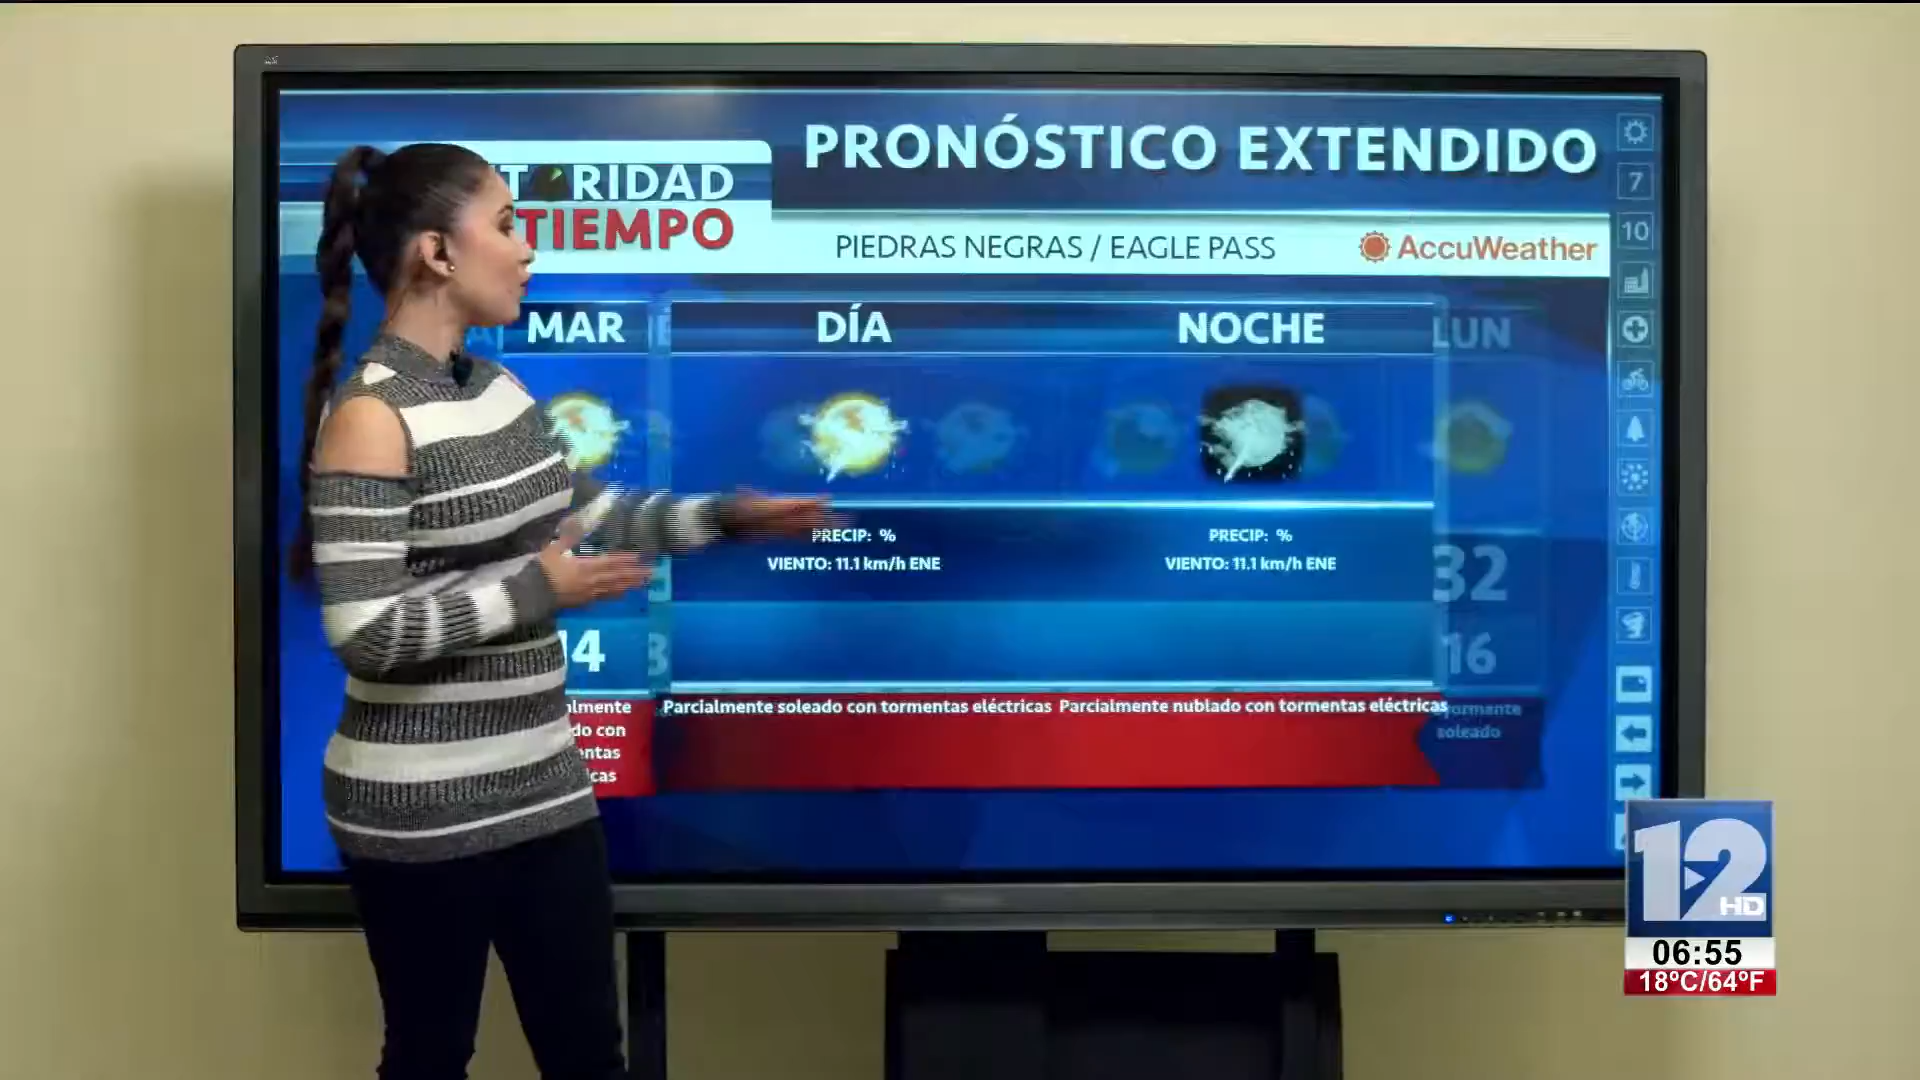 PRONÓSTICO EXTENDIDO
TORIDAD
TIEMPO
PIEDRAS NEGRAS / EAGLE PASS
AccuWeather
7
10
MAR
DÍA
NOCHE
LUN
PRECIP: %
PRECIP: %
VIENTO: 11.1 km/h ENE
VIENTO: 11.1 km/h ENE
32
14
16
Parcialmente soleado con tormentas eléctricas
Parcialmente nublado con tormentas eléctricas
soleado
12
HD
06:55
18°C/64°F